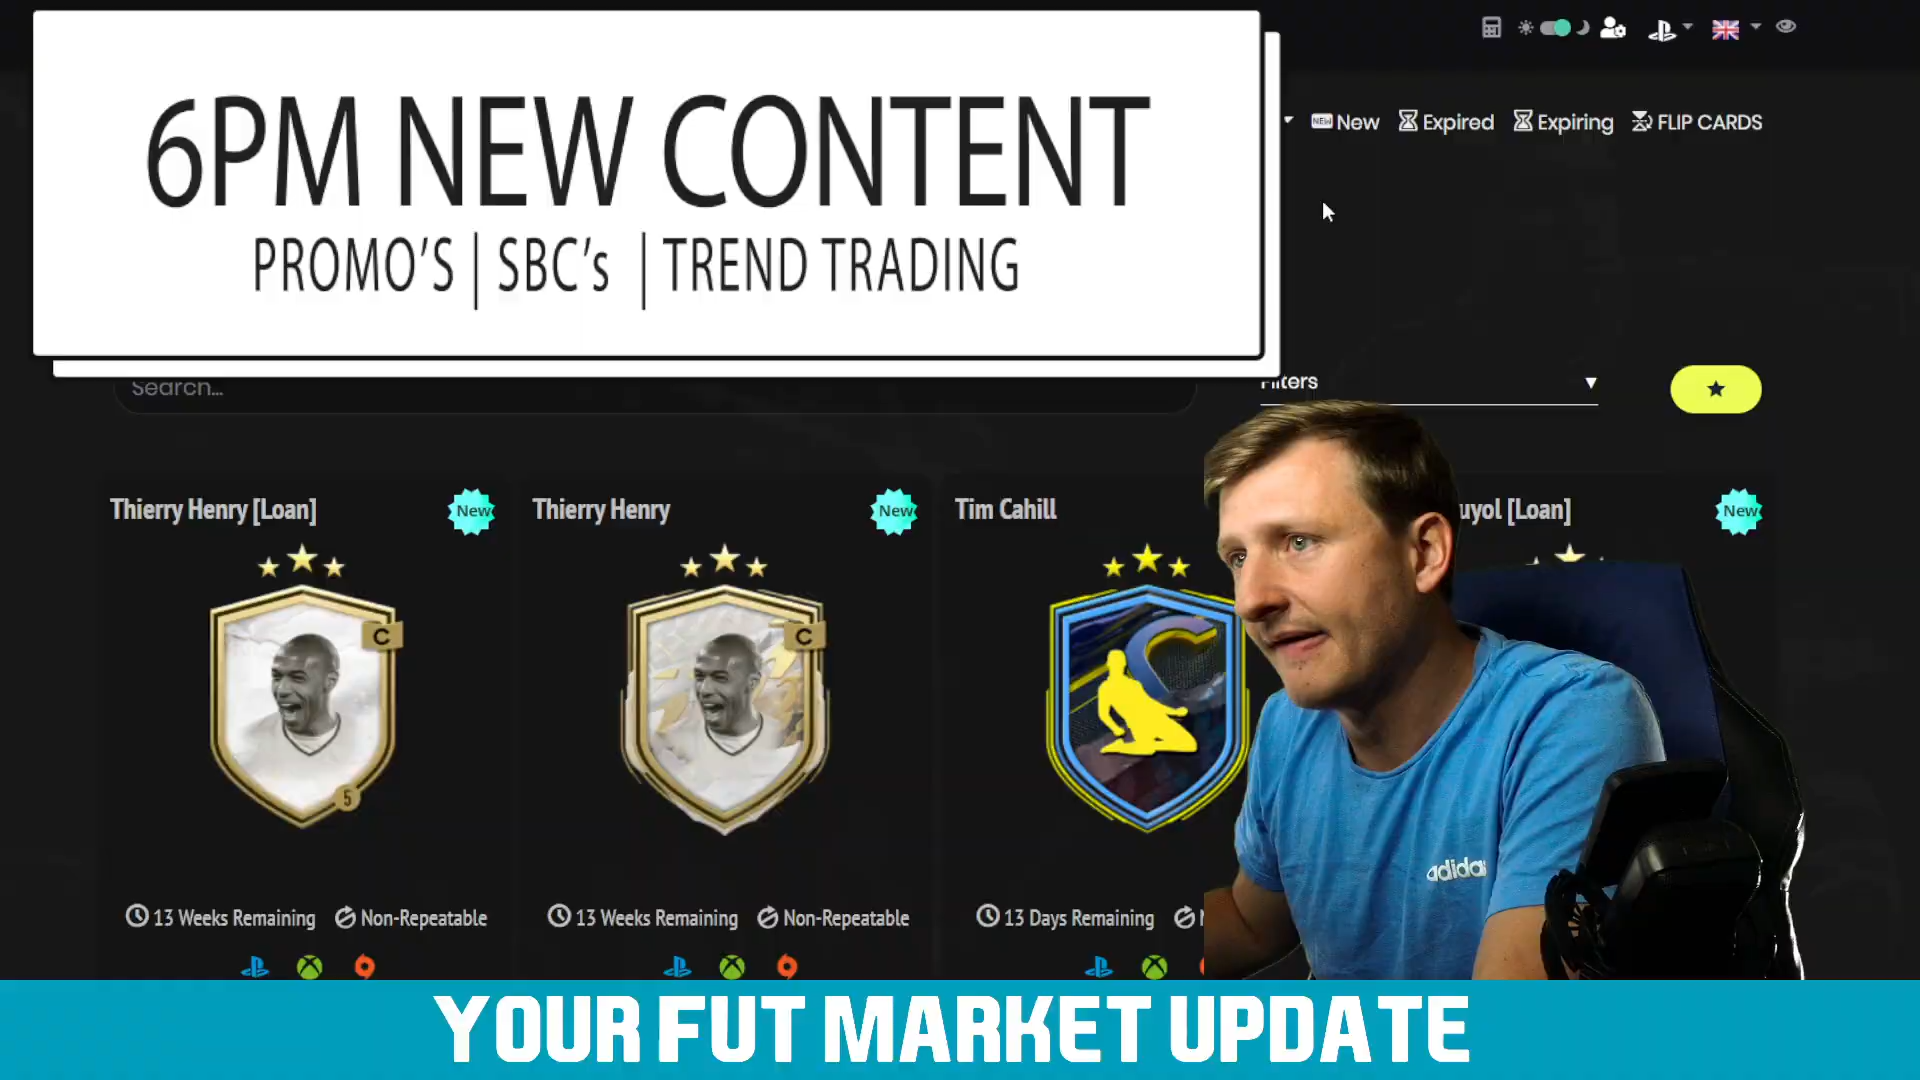 6PM NEW CONTENT
PROMO'S | SBC's | TREND TRADING
NEW New Expired Expiring FLIP CARDS
Search...
Filters
Thierry Henry [Loan] New
Thierry Henry New
Tim Cahill
uyol [Loan] New
C
C
C
5
13 Weeks Remaining Non-Repeatable
13 Weeks Remaining Non-Repeatable
13 Days Remaining N
adidas
YOUR FUT MARKET UPDATE